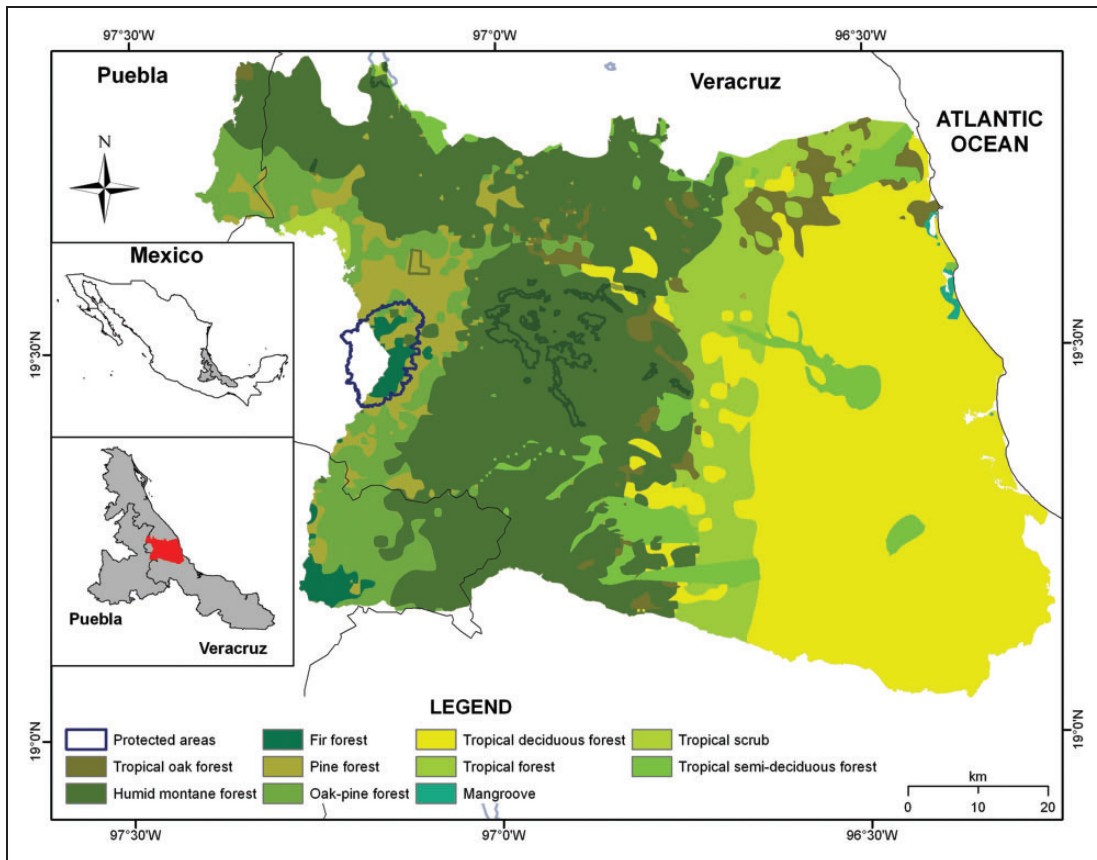 97°30'W 97°0'W 96°30'W
Puebla
Veracruz
ATLANTIC
OCEAN
N
Mexico
19°30'N
19°30'N
Puebla
Veracruz
LEGEND
Protected areas
Fir forest
Tropical deciduous forest
Tropical scrub
Tropical oak forest
Pine forest
Tropical forest
Tropical semi-deciduous forest
Humid montane forest
Oak-pine forest
Mangroove
19°0'N
19°0'N
km
0 10 20
97°30'W 97°0'W 96°30'W